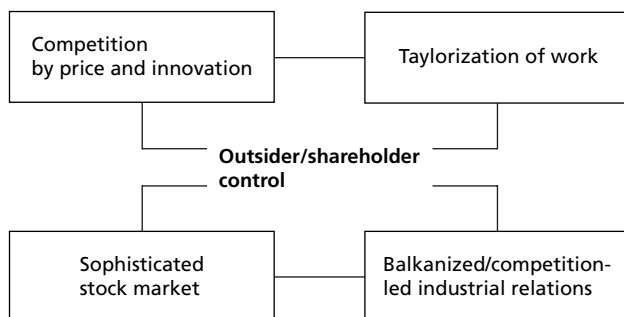 Competition
by price and innovation
Taylorization of work
Outsider/shareholder
control
Sophisticated
stock market
Balkanized/competition-
led industrial relations